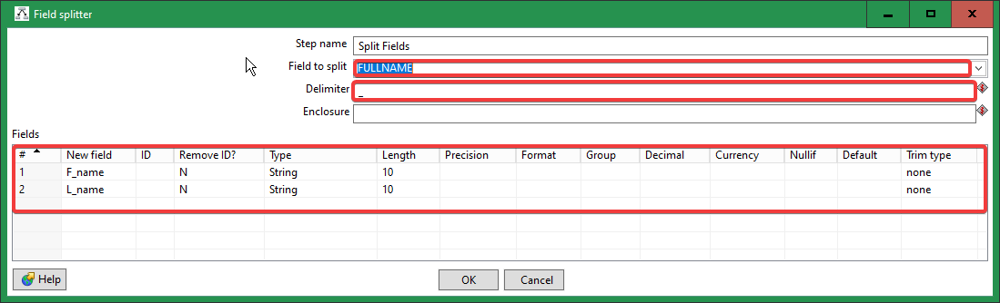 Field splitter
Step name Split Fields
Field to split FULLNAME
Delimiter _
Enclosure
Fields
# New field ID Remove ID? Type Length Precision Format Group Decimal Currency Nullif Default Trim type
1 F_name N String 10 none
2 L_name N String 10 none
Help OK Cancel